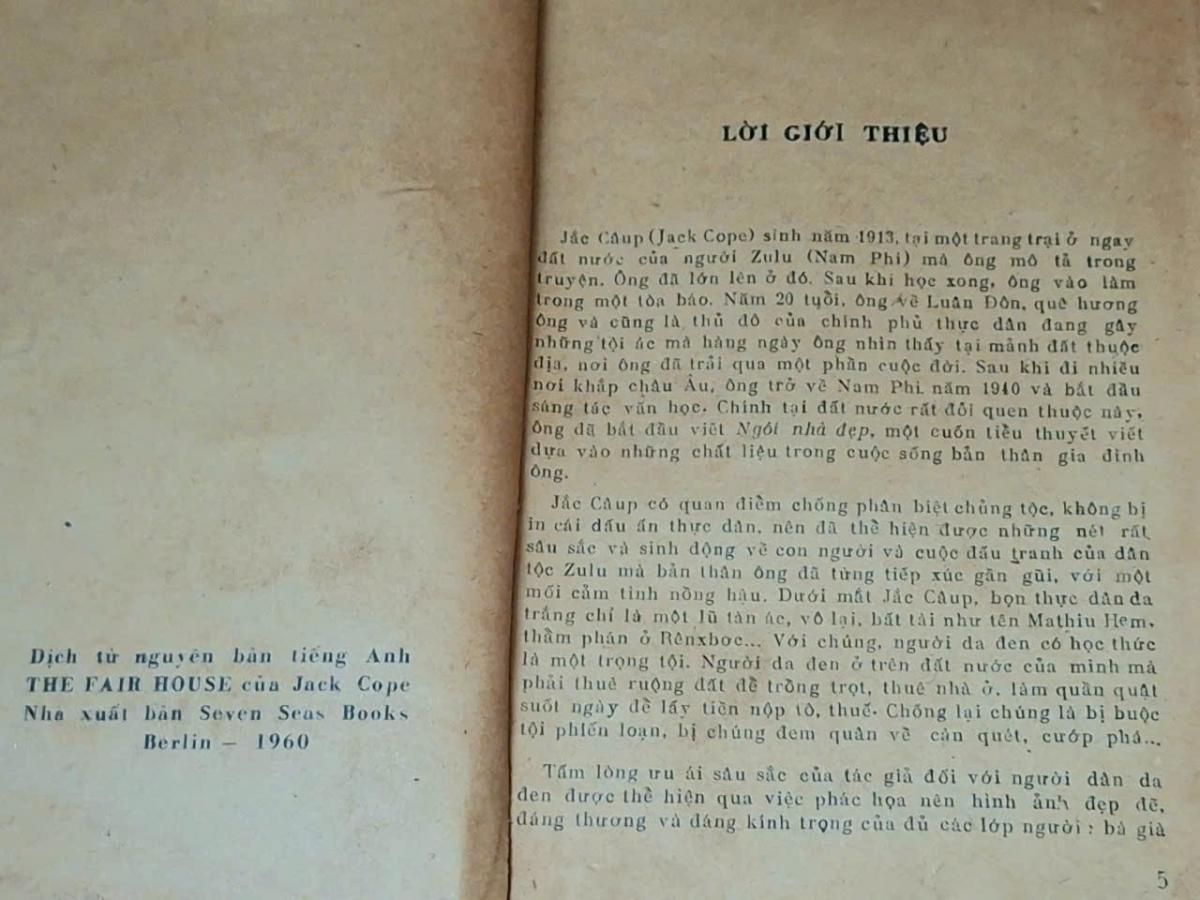 Dịch từ nguyên bản tiếng Anh
THE FAIR HOUSE của Jack Cope
Nhà xuất bản Seven Seas Books
Berlin — 1960
LỜI GIỚI THIỆU
Jắc Câup (Jack Cope) sinh năm 1913, tại một trang trại ở ngay
đất nước của người Zulu (Nam Phi) mà ông mô tả trong
truyện. Ông đã lớn lên ở đó. Sau khi học xong, ông vào làm
trong một tòa báo. Năm 20 tuổi, ông về Luân Đôn, quê hương
ông và cũng là thủ đô của chính phủ thực dân đang gây
những tội ác mà hàng ngày ông nhìn thấy tại mảnh đất thuộc
địa, nơi ông đã trải qua một phần cuộc đời. Sau khi đi nhiều
nơi khắp châu Âu, ông trở về Nam Phi năm 1940 và bắt đầu
sáng tác văn học. Chính tại đất nước rất đỗi quen thuộc này,
ông đã bắt đầu viết Ngôi nhà đẹp, một cuốn tiểu thuyết viết
dựa vào những chất liệu trong cuộc sống bản thân gia đình
ông.
Jắc Câup có quan điểm chống phân biệt chủng tộc, không bị
in cái dấu ấn thực dân, nên đã thể hiện được những nét rất
sâu sắc và sinh động về con người và cuộc đấu tranh của dân
tộc Zulu mà bản thân ông đã từng tiếp xúc gần gũi, với một
mối cảm tình nồng hậu. Dưới mắt Jắc Câup, bọn thực dân da
trắng chỉ là một lũ tàn ác, vô lại, bất tài như tên Mathiu Hem,
thẩm phán ở Rênxbơc... Với chúng, người da đen có học thức
là một trọng tội. Người da đen ở trên đất nước của mình mà
phải thuê ruộng đất để trồng trọt, thuê nhà ở, làm quần quật
suốt ngày để lấy tiền nộp tô, thuế. Chống lại chúng là bị buộc
tội phiến loạn, bị chúng đem quân về càn quét, cướp phá...
Tấm lòng ưu ái sâu sắc của tác giả đối với người dân da
đen được thể hiện qua việc phác họa nên hình ảnh đẹp đẽ,
đáng thương và đáng kính trọng của đủ các lớp người: bà già
5